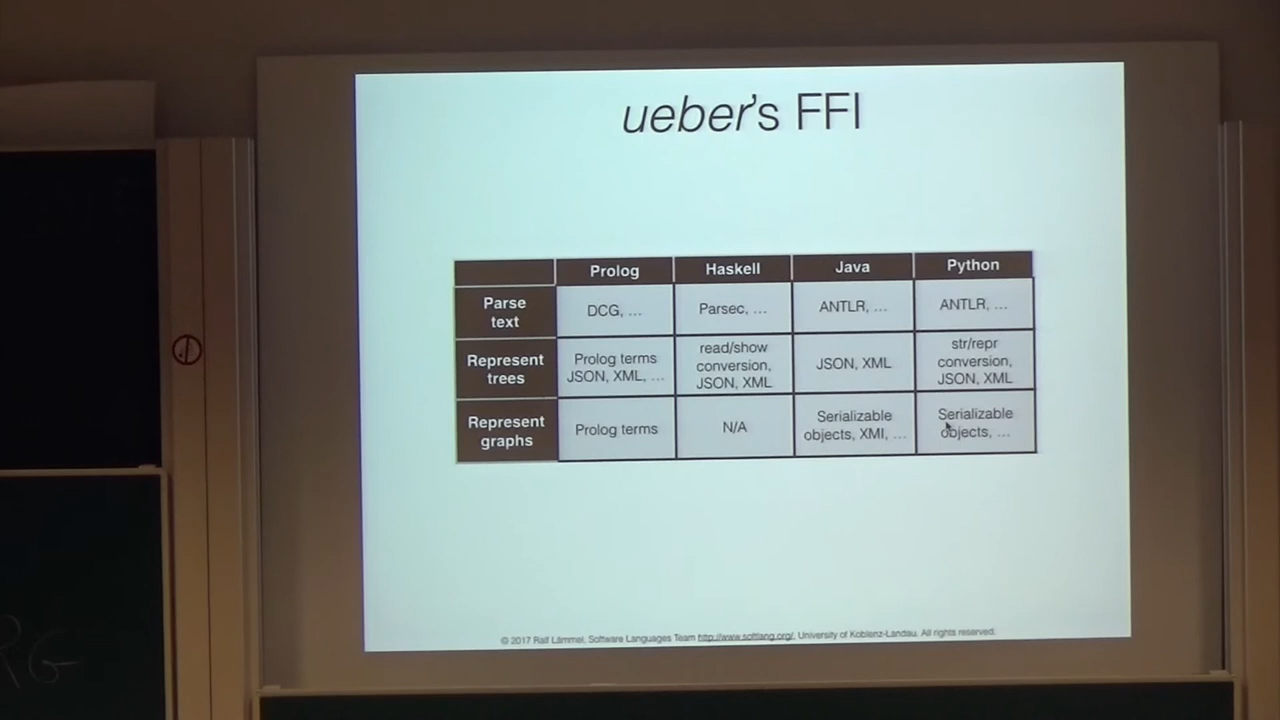 ueber's FFI
Prolog Haskell Java Python
Parse text DCG, ... Parsec, ... ANTLR, ... ANTLR, ...
Represent trees Prolog terms JSON, XML, ... read/show conversion, JSON, XML JSON, XML str/repr conversion, JSON, XML
Represent graphs Prolog terms N/A Serializable objects, XMI, ... Serializable objects, ...
© 2017 Ralf Lämmel, Software Languages Team http://www.softlang.org/, University of Koblenz-Landau. All rights reserved.
RG